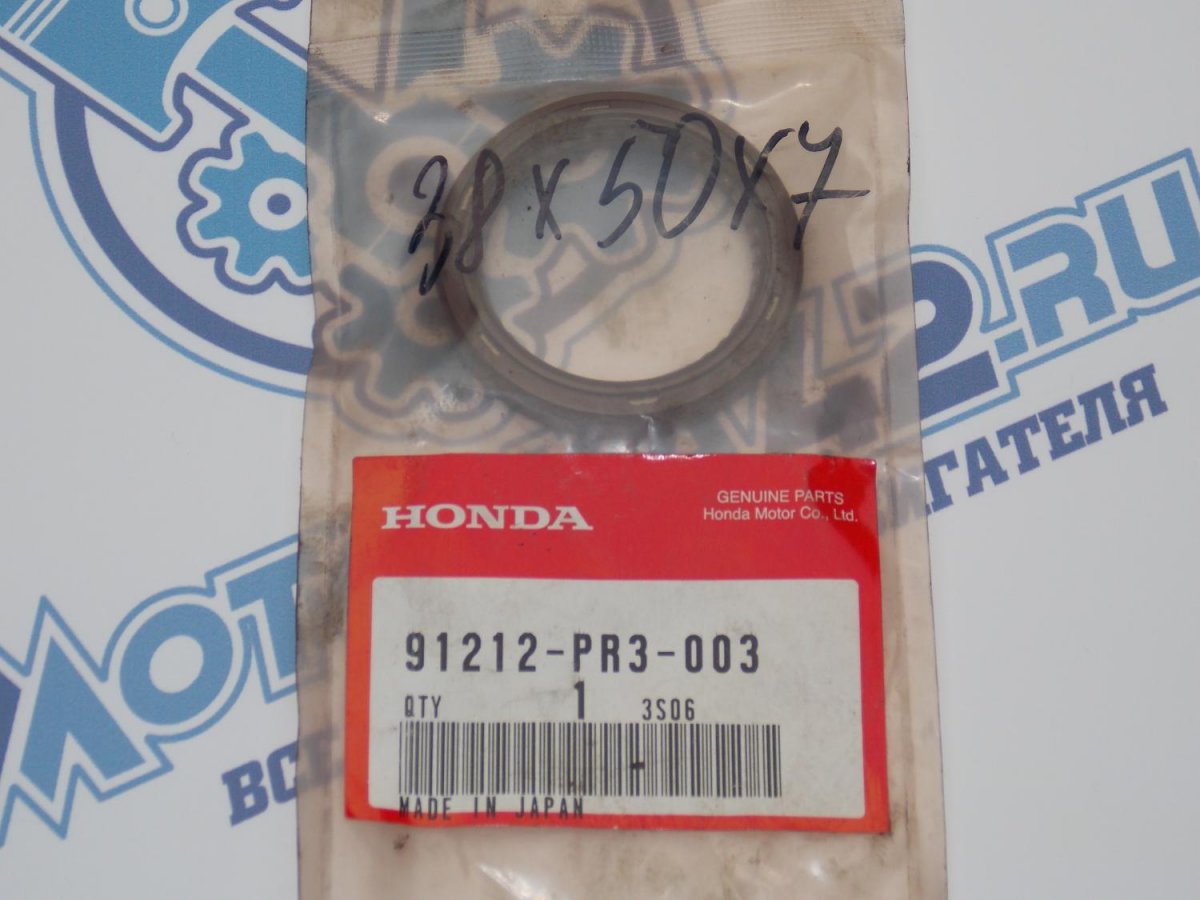 38x50x7
2.RU
ГАТЕЛЯ
HONDA
GENUINE PARTS
Honda Motor Co., Ltd.
91212-PR3-003
QTY 1 3S06
МОТ
ВС
MADE IN JAPAN